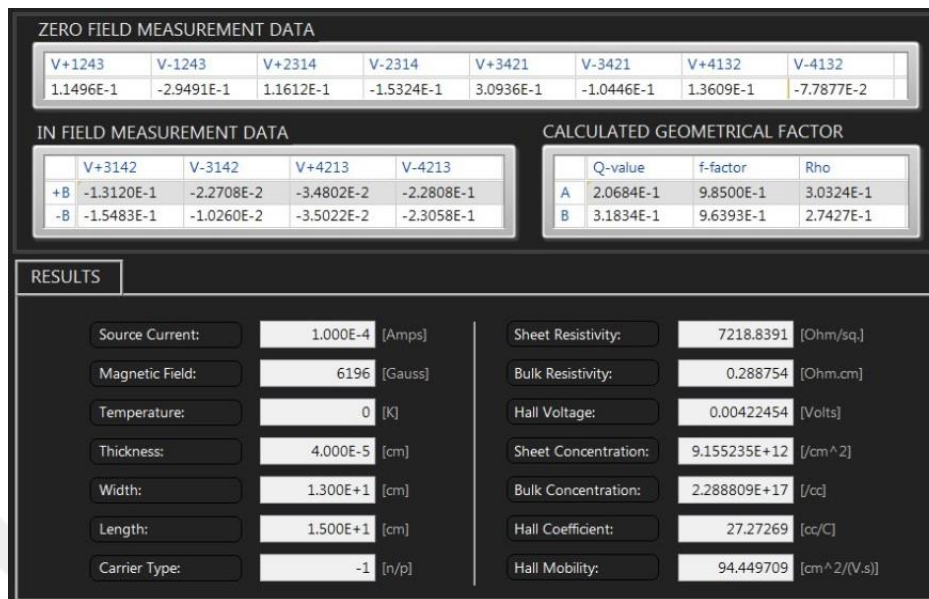 ZERO FIELD MEASUREMENT DATA
V+1243 V-1243 V+2314 V-2314 V+3421 V-3421 V+4132 V-4132
1.1496E-1 -2.9491E-1 1.1612E-1 -1.5324E-1 3.0936E-1 -1.0446E-1 1.3609E-1 -7.7877E-2
IN FIELD MEASUREMENT DATA
V+3142 V-3142 V+4213 V-4213
+B -1.3120E-1 -2.2708E-2 -3.4802E-2 -2.2808E-1
-B -1.5483E-1 -1.0260E-2 -3.5022E-2 -2.3058E-1
CALCULATED GEOMETRICAL FACTOR
Q-value f-factor Rho
A 2.0684E-1 9.8500E-1 3.0324E-1
B 3.1834E-1 9.6393E-1 2.7427E-1
RESULTS
Source Current: 1.000E-4 [Amps]
Magnetic Field: 6196 [Gauss]
Temperature: 0 [K]
Thickness: 4.000E-5 [cm]
Width: 1.300E+1 [cm]
Length: 1.500E+1 [cm]
Carrier Type: -1 [n/p]
Sheet Resistivity: 7218.8391 [Ohm/sq.]
Bulk Resistivity: 0.288754 [Ohm.cm]
Hall Voltage: 0.00422454 [Volts]
Sheet Concentration: 9.155235E+12 [/cm^2]
Bulk Concentration: 2.288809E+17 [/cc]
Hall Coefficient: 27.27269 [cc/C]
Hall Mobility: 94.449709 [cm^2/(V.s)]